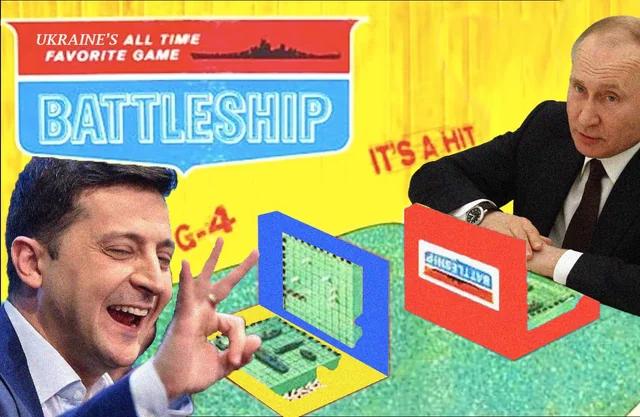 UKRAINE'S ALL TIME
FAVORITE GAME
BATTLESHIP
IT'S A HIT
G-4
BATTLESHIP